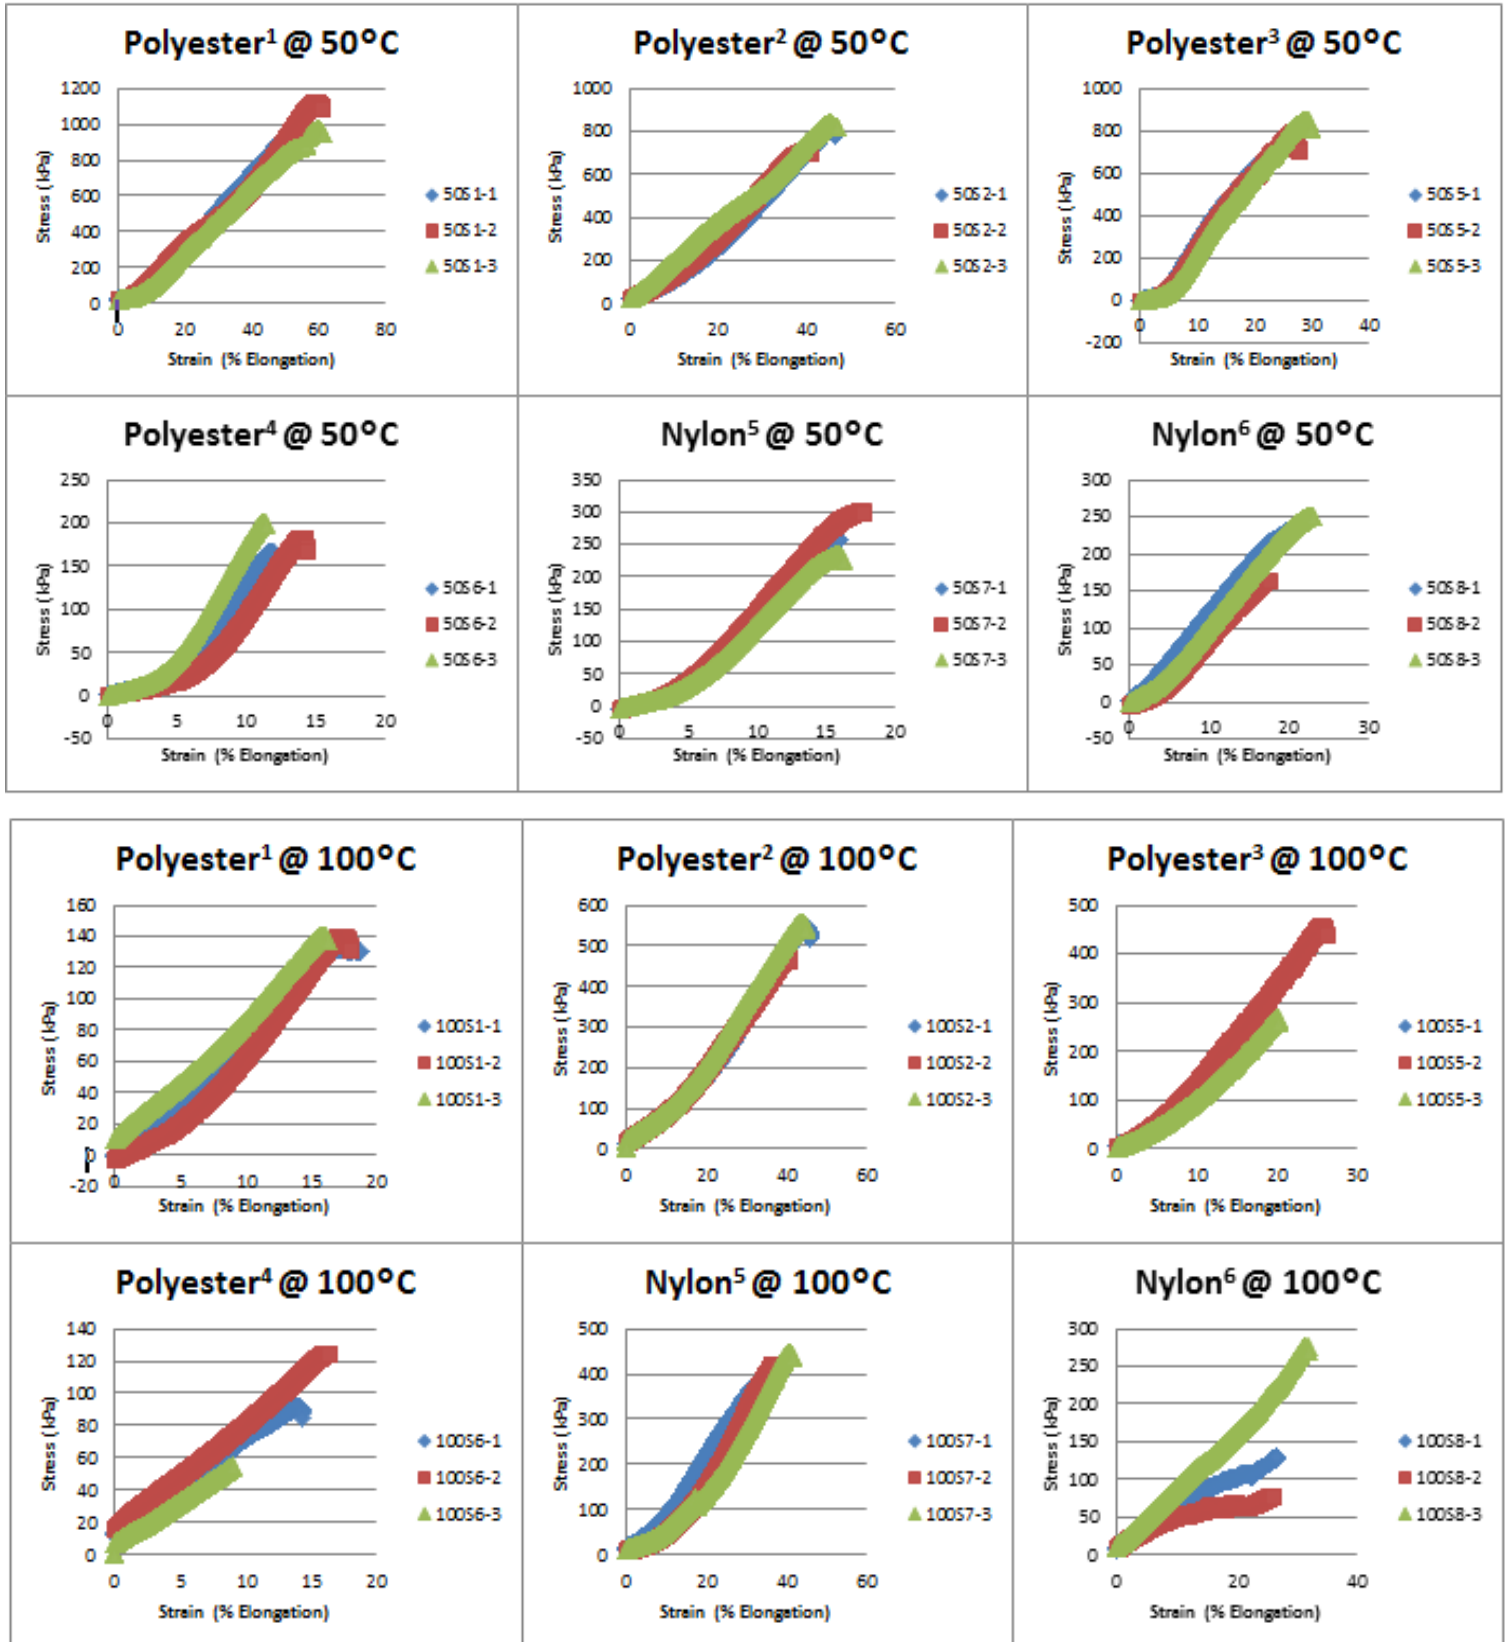 Polyester¹ @ 50°C
1200
1000
800
600
400
200
0
0 20 40 60 80
Stress (kPa)
Strain (% Elongation)
50S1-1
50S1-2
50S1-3
Polyester² @ 50°C
1000
800
600
400
200
0
0 20 40 60
Stress (kPa)
Strain (% Elongation)
50S2-1
50S2-2
50S2-3
Polyester³ @ 50°C
1000
800
600
400
200
0
-200
0 10 20 30 40
Stress (kPa)
Strain (% Elongation)
50S5-1
50S5-2
50S5-3
Polyester⁴ @ 50°C
250
200
150
100
50
0
-50
0 5 10 15 20
Stress (kPa)
Strain (% Elongation)
50S6-1
50S6-2
50S6-3
Nylon⁵ @ 50°C
350
300
250
200
150
100
50
0
-50
0 5 10 15 20
Stress (kPa)
Strain (% Elongation)
50S7-1
50S7-2
50S7-3
Nylon⁶ @ 50°C
300
250
200
150
100
50
0
-50
0 10 20 30
Stress (kPa)
Strain (% Elongation)
50S8-1
50S8-2
50S8-3
Polyester¹ @ 100°C
160
140
120
100
80
60
40
20
0
-20
0 5 10 15 20
Stress (kPa)
Strain (% Elongation)
100S1-1
100S1-2
100S1-3
Polyester² @ 100°C
600
500
400
300
200
100
0
0 20 40 60
Stress (kPa)
Strain (% Elongation)
100S2-1
100S2-2
100S2-3
Polyester³ @ 100°C
500
400
300
200
100
0
0 10 20 30
Stress (kPa)
Strain (% Elongation)
100S5-1
100S5-2
100S5-3
Polyester⁴ @ 100°C
140
120
100
80
60
40
20
0
0 5 10 15 20
Stress (kPa)
Strain (% Elongation)
100S6-1
100S6-2
100S6-3
Nylon⁵ @ 100°C
500
400
300
200
100
0
0 20 40 60
Stress (kPa)
Strain (% Elongation)
100S7-1
100S7-2
100S7-3
Nylon⁶ @ 100°C
300
250
200
150
100
50
0
0 20 40
Stress (kPa)
Strain (% Elongation)
100S8-1
100S8-2
100S8-3